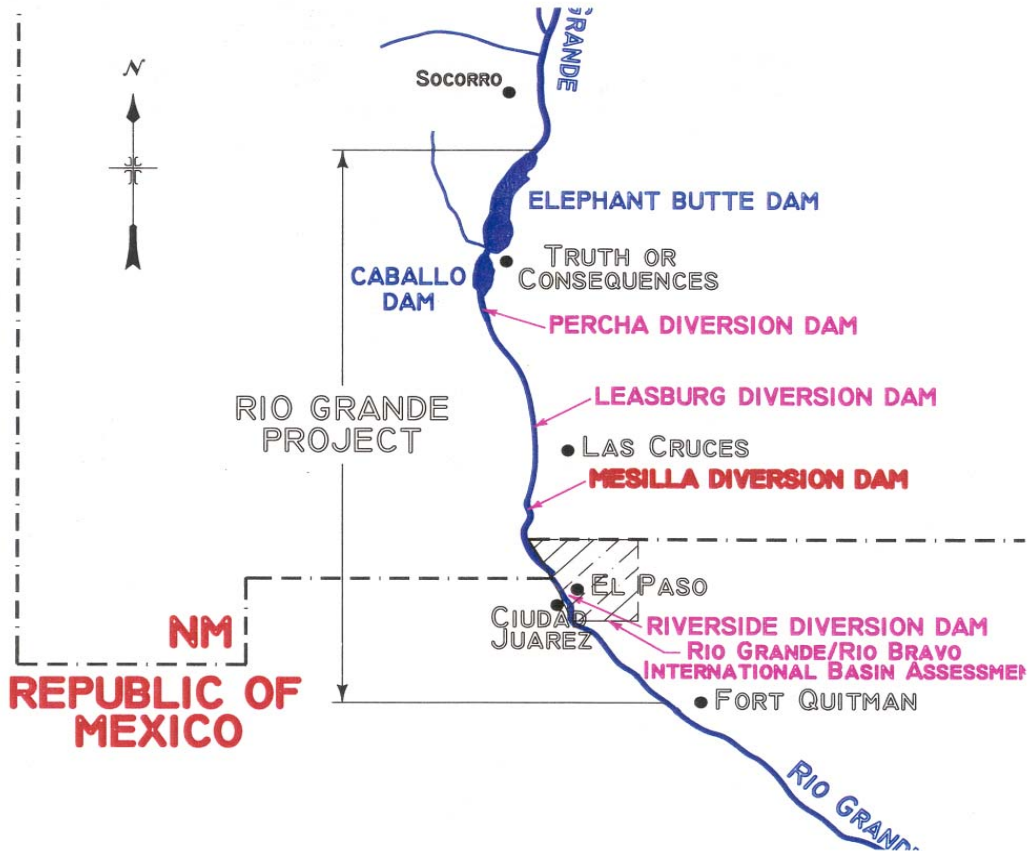 GRANDE
N
SOCORRO
ELEPHANT BUTTE DAM
TRUTH OR
CONSEQUENCES
CABALLO
DAM
PERCHA DIVERSION DAM
LEASBURG DIVERSION DAM
RIO GRANDE
PROJECT
LAS CRUCES
MESILLA DIVERSION DAM
EL PASO
CIUDAD
JUAREZ
NM
RIVERSIDE DIVERSION DAM
RIO GRANDE/RIO BRAVO
INTERNATIONAL BASIN ASSESSMEN
REPUBLIC OF
MEXICO
FORT QUITMAN
RIO GRAND